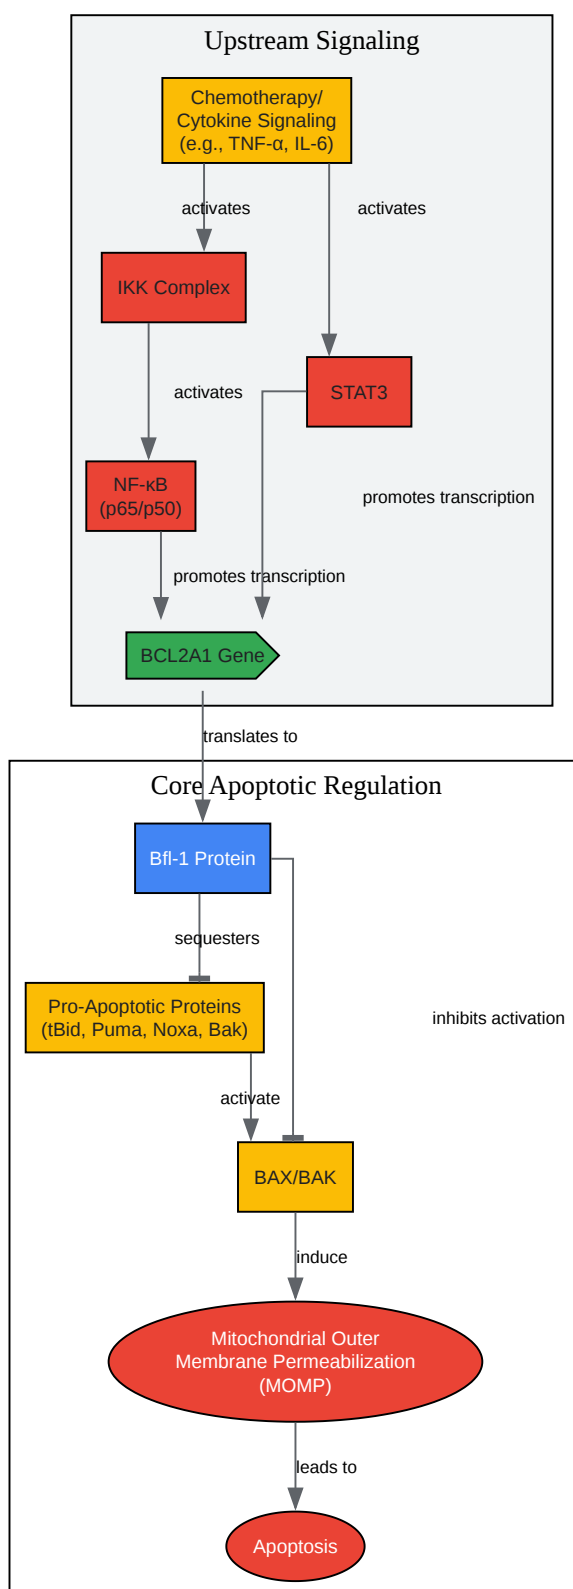 Upstream Signaling
Chemotherapy/
Cytokine Signaling
(e.g., TNF-α, IL-6)
activates
activates
IKK Complex
activates
STAT3
NF-κB
(p65/p50)
promotes transcription
promotes transcription
BCL2A1 Gene
translates to
Core Apoptotic Regulation
Bfl-1 Protein
sequesters
Pro-Apoptotic Proteins
(tBid, Puma, Noxa, Bak)
inhibits activation
activate
BAX/BAK
induce
Mitochondrial Outer
Membrane Permeabilization
(MOMP)
leads to
Apoptosis